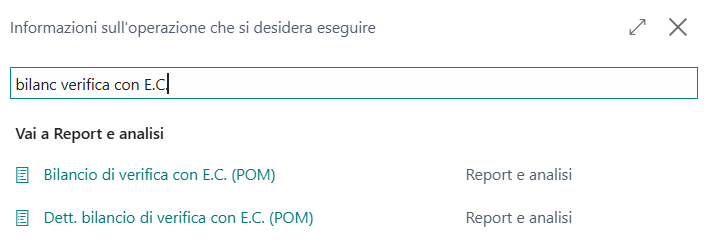 Informazioni sull'operazione che si desidera eseguire
bilanc verifica con E.C.
Vai a Report e analisi
Bilancio di verifica con E.C. (POM) Report e analisi
Dett. bilancio di verifica con E.C. (POM) Report e analisi